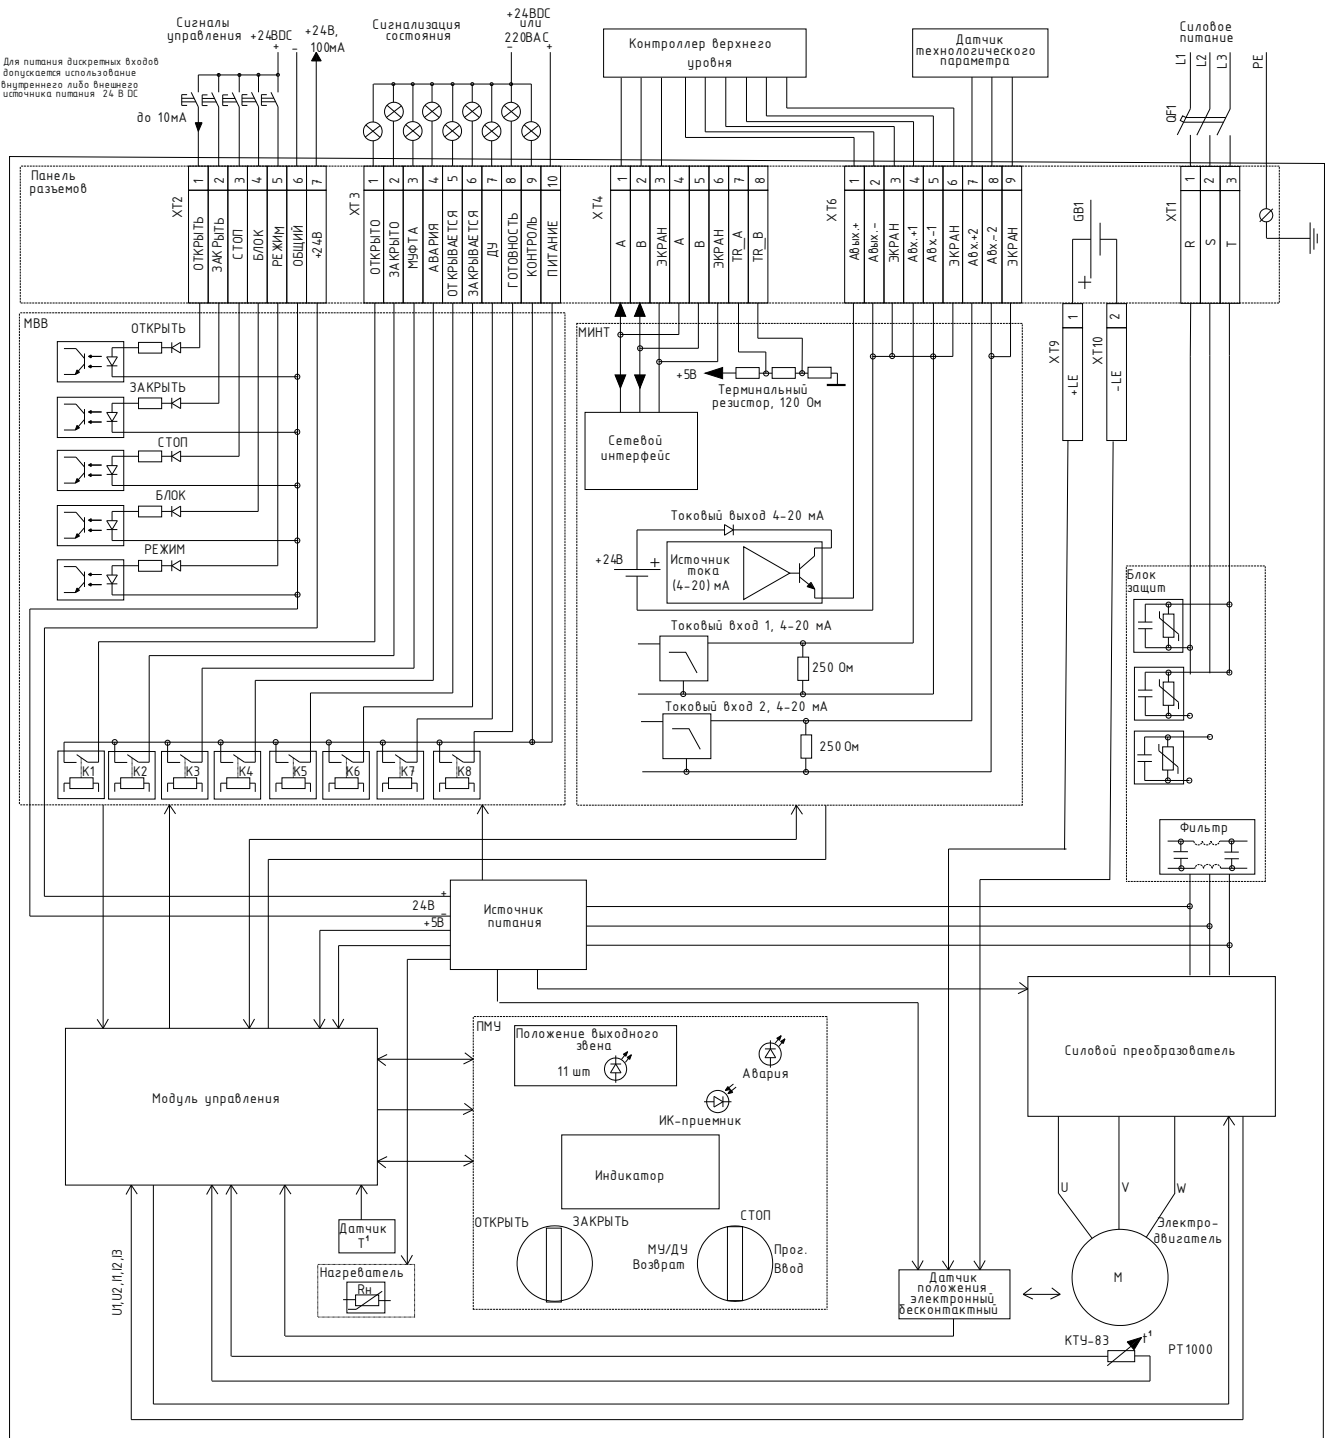 Сигналы
управления
+24BDC
+ -
+24В,
100мА
Сигнализация
состояния
+24BDC
или
220BAC
- +
Контроллер верхнего
уровня
Датчик
технологического
параметра
Силовое
питание
L1
L2
L3
PE
QF1
Для питания дискретных входов
допускается использование
внутреннего либо внешнего
источника питания 24 В DC
до 10мА
Панель
разъемов
XT2
1 2 3 4 5 6 7
ОТКРЫТЬ
ЗАКРЫТЬ
СТОП
БЛОК
РЕЖИМ
ОБЩИЙ
+24В
XT3
1 2 3 4 5 6 7 8 9 10
ОТКРЫТО
ЗАКРЫТО
МУФТА
АВАРИЯ
ОТКРЫВАЕТСЯ
ЗАКРЫВАЕТСЯ
ДУ
ГОТОВНОСТЬ
КОНТРОЛЬ
ПИТАНИЕ
XT4
1 2 3 4 5 6 7 8
A
B
ЭКРАН
A
B
ЭКРАН
TR_A
TR_B
XT6
1 2 3 4 5 6 7 8 9
Авых.+
Авых.-
ЭКРАН
Авх.+1
Авх.-1
ЭКРАН
Авх.+2
Авх.-2
ЭКРАН
GB1
+
XT1
1 2 3
R
S
T
XT9
1
+LE
XT10
2
-LE
МВВ
ОТКРЫТЬ
ЗАКРЫТЬ
СТОП
БЛОК
РЕЖИМ
K1
K2
K3
K4
K5
K6
K7
K8
МИНТ
+5В
Терминальный
резистор, 120 Ом
Сетевой
интерфейс
Токовый выход 4-20 мА
+24В
+
Источник
тока
(4-20) мА
Токовый вход 1, 4-20 мА
250 Ом
Токовый вход 2, 4-20 мА
250 Ом
Блок
защит
Фильтр
+
24В
-
+5В
Источник
питания
Модуль управления
ПМУ
Положение выходного
звена
11 шт
Авария
ИК-приемник
Индикатор
ОТКРЫТЬ
ЗАКРЫТЬ
СТОП
МУ/ДУ
Возврат
Прог.
Ввод
Силовой преобразователь
U
V
W
Электро-
двигатель
M
Датчик
T¹
Нагреватель
Rн
Датчик
положения
электронный
бесконтактный
U1,U2,I1,I2,I3
КТУ-83
t¹
PT1000